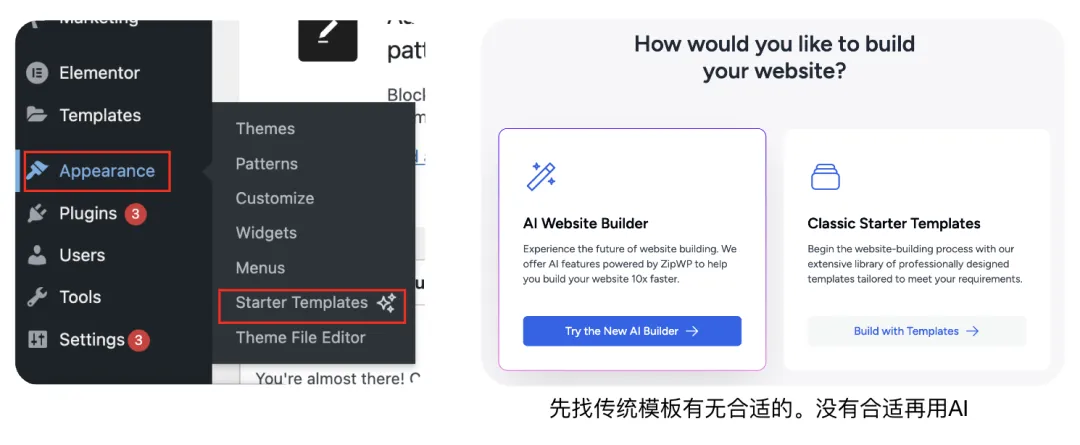 Marketing
Elementor
Templates
Appearance
Plugins 3
Users
Tools
Settings 3
patt
Bloc
Themes
Patterns
Customize
Widgets
Menus
Starter Templates
Theme File Editor
You're almost there! C
How would you like to build
your website?
AI Website Builder
Experience the future of website building. We
offer AI features powered by ZipWP to help
you build your website 10x faster.
Try the New AI Builder →
Classic Starter Templates
Begin the website-building process with our
extensive library of professionally designed
templates tailored to meet your requirements.
Build with Templates →
先找传统模板有无合适的。没有合适再用AI